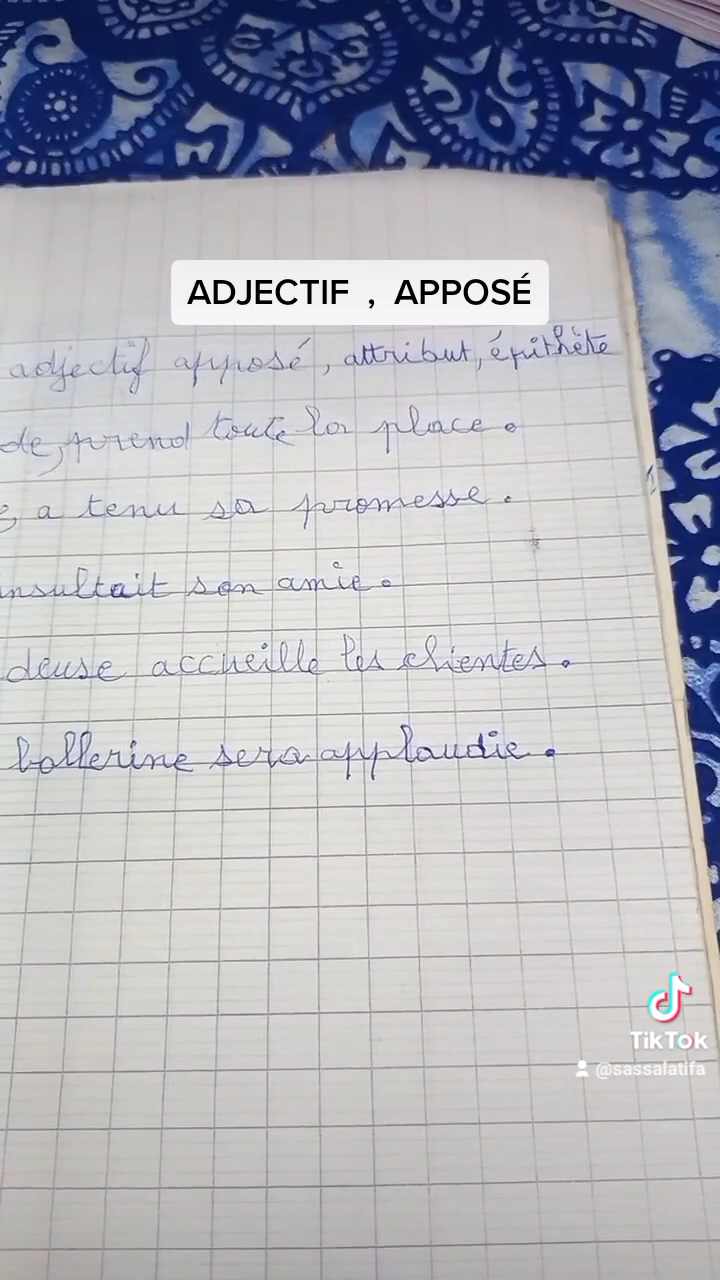 ADJECTIF , APPOSÉ
adjectif apposé, attribut, épithète
de, prend toute la place.
, a tenu sa promesse.
insultait son amie.
deuse accueille les clientes.
ballerine sera applaudie.
TikTok
@sassalatifa